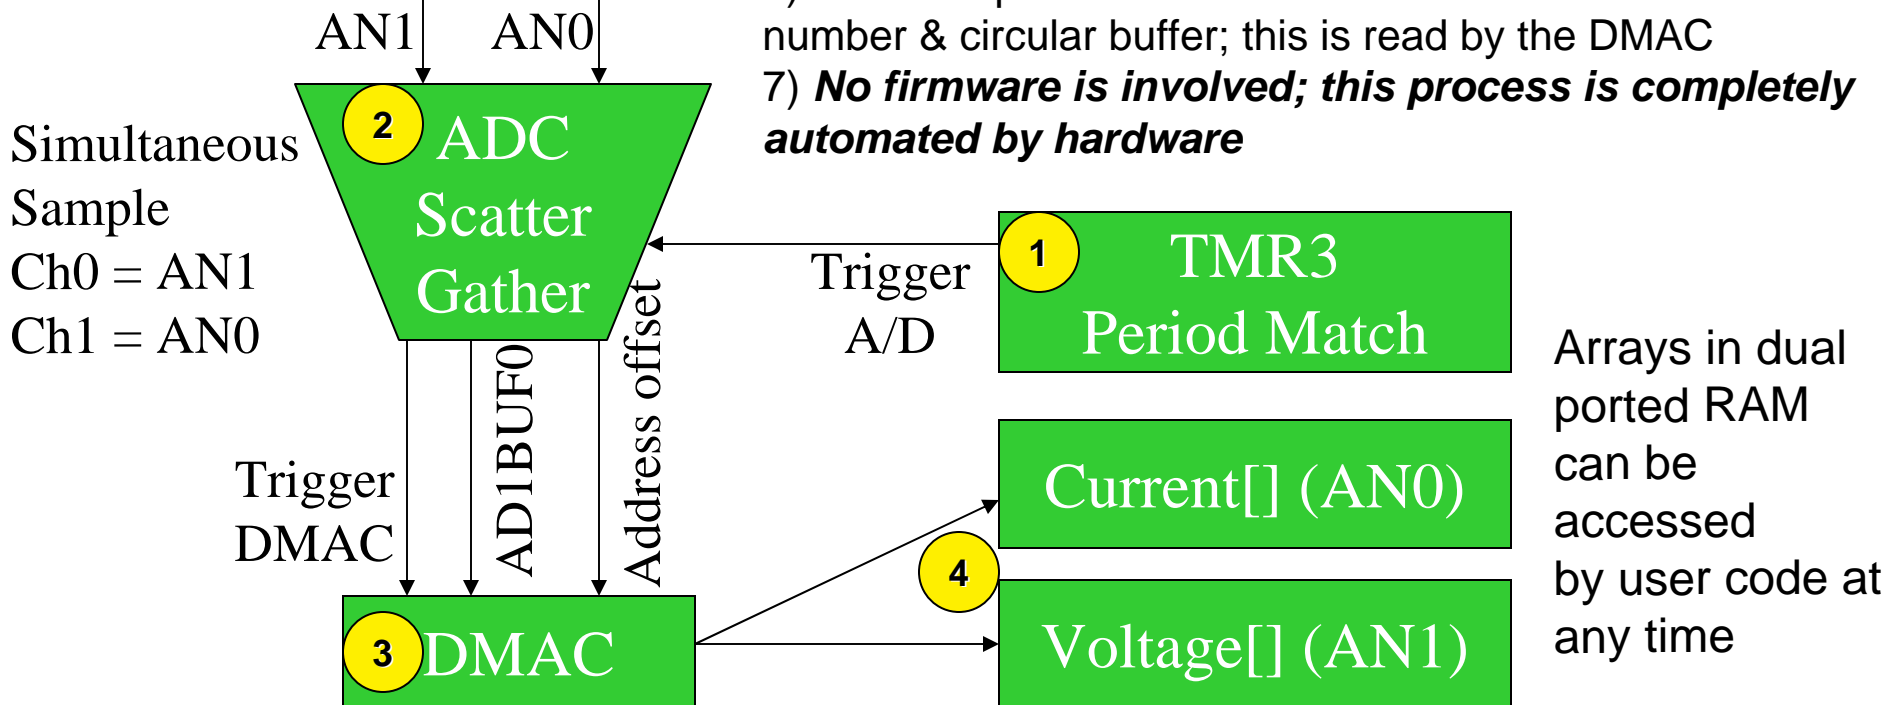 AN1 AN0
number & circular buffer; this is read by the DMAC
7) No firmware is involved; this process is completely
automated by hardware
Simultaneous
Sample
Ch0 = AN1
Ch1 = AN0
2
ADC
Scatter
Gather
Trigger
A/D
1
TMR3
Period Match
Trigger
DMAC
AD1BUF0
Address offset
3
DMAC
4
Current[] (AN0)
Voltage[] (AN1)
Arrays in dual
ported RAM
can be
accessed
by user code at
any time